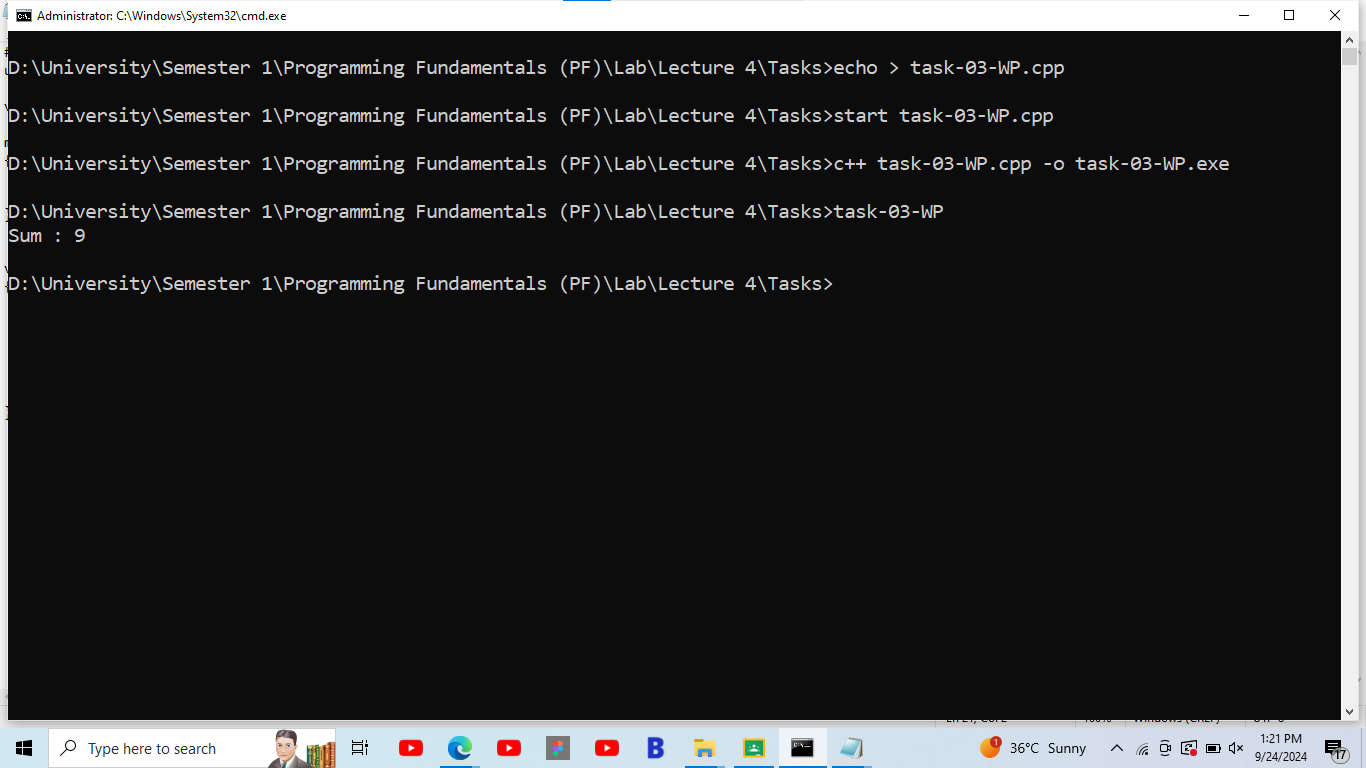 Administrator: C:\Windows\System32\cmd.exe
D:\University\Semester 1\Programming Fundamentals (PF)\Lab\Lecture 4\Tasks>echo > task-03-WP.cpp
D:\University\Semester 1\Programming Fundamentals (PF)\Lab\Lecture 4\Tasks>start task-03-WP.cpp
D:\University\Semester 1\Programming Fundamentals (PF)\Lab\Lecture 4\Tasks>c++ task-03-WP.cpp -o task-03-WP.exe
D:\University\Semester 1\Programming Fundamentals (PF)\Lab\Lecture 4\Tasks>task-03-WP
Sum : 9
D:\University\Semester 1\Programming Fundamentals (PF)\Lab\Lecture 4\Tasks>
Type here to search
B
1
36°C Sunny
1:21 PM
9/24/2024
17